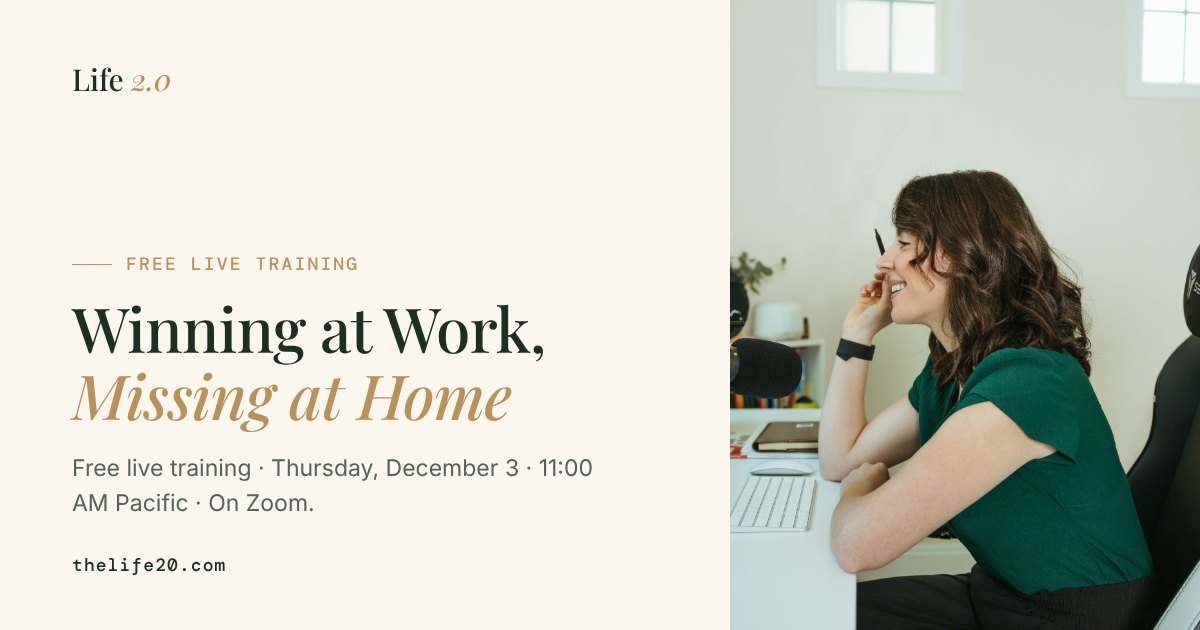 Life 2.0
FREE LIVE TRAINING
Winning at Work,
Missing at Home
Free live training · Thursday, December 3 · 11:00
AM Pacific · On Zoom.
thelife20.com